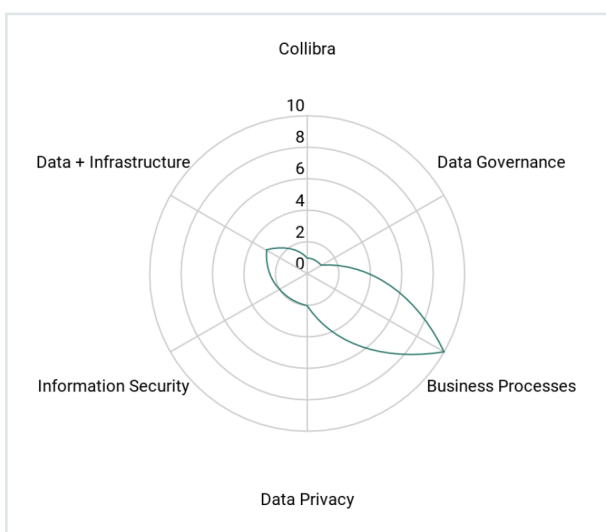 Collibra
10
Data + Infrastructure
8
Data Governance
6
4
2
0
Information Security
Business Processes
Data Privacy